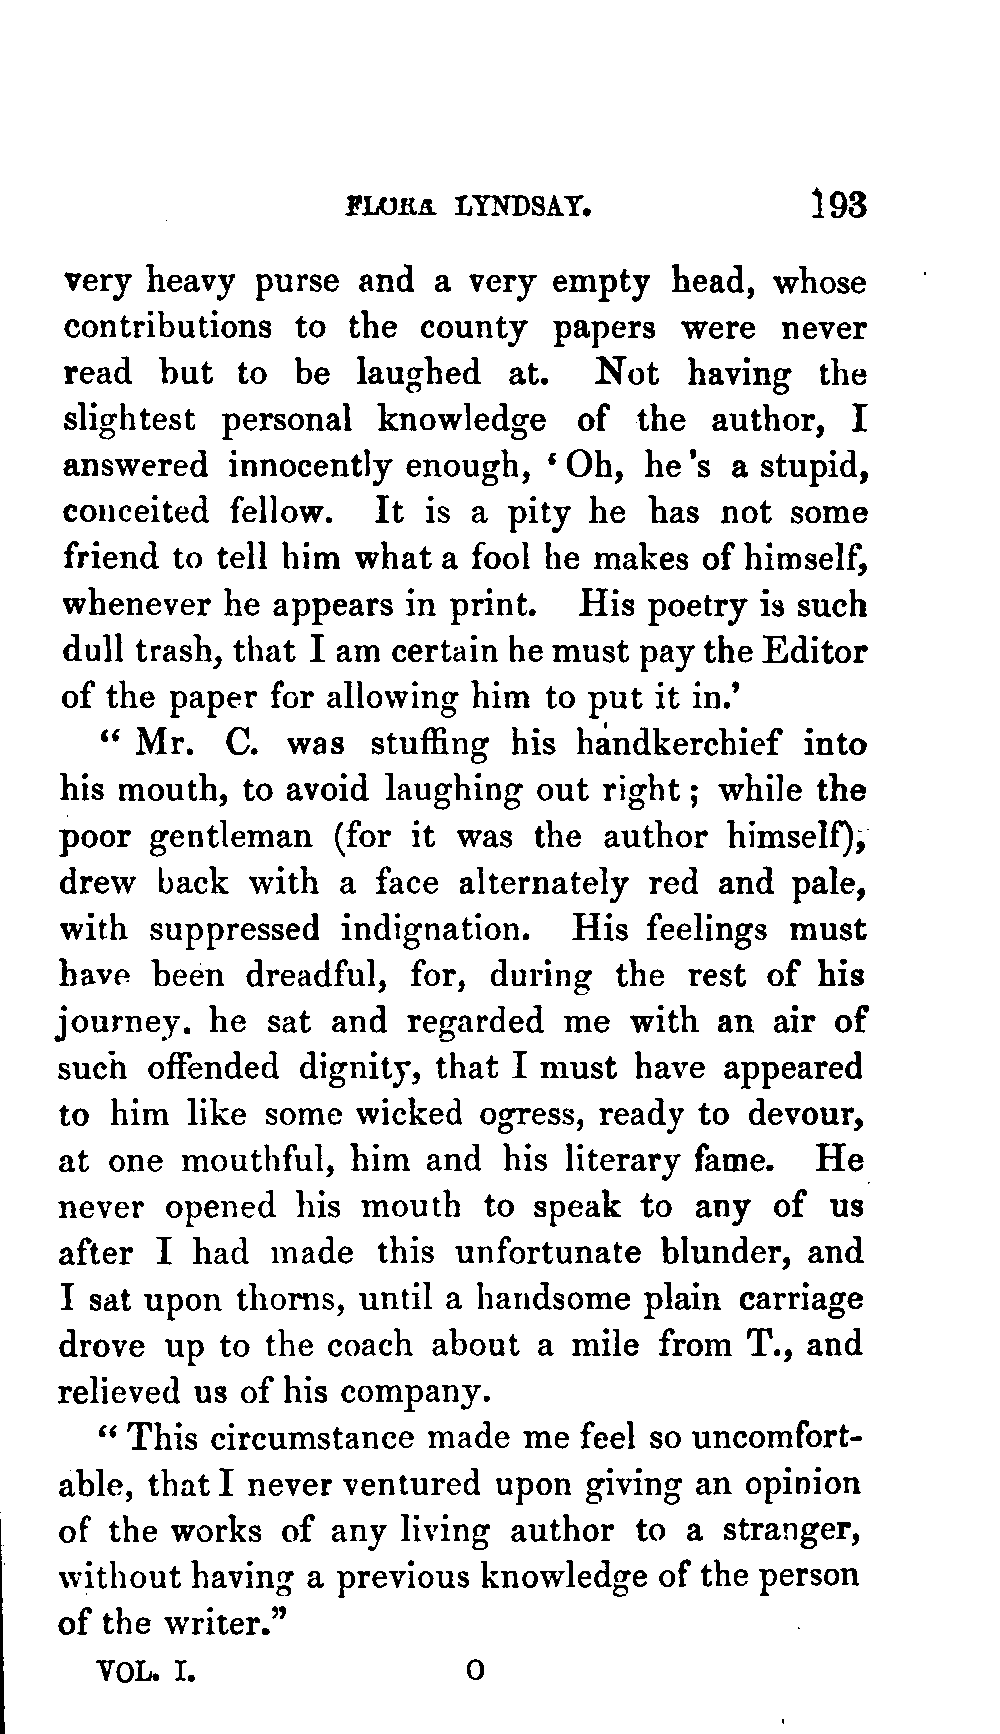 FLORA LYNDSAY. 193
very heavy purse and a very empty head, whose
contributions to the county papers were never
read but to be laughed at. Not having the
slightest personal knowledge of the author, I
answered innocently enough, ‘ Oh, he 's a stupid,
conceited fellow. It is a pity he has not some
friend to tell him what a fool he makes of himself,
whenever he appears in print. His poetry is such
dull trash, that I am certain he must pay the Editor
of the paper for allowing him to put it in.’
“ Mr. C. was stuffing his handkerchief into
his mouth, to avoid laughing out right ; while the
poor gentleman (for it was the author himself),
drew back with a face alternately red and pale,
with suppressed indignation. His feelings must
have been dreadful, for, during the rest of his
journey. he sat and regarded me with an air of
such offended dignity, that I must have appeared
to him like some wicked ogress, ready to devour,
at one mouthful, him and his literary fame. He
never opened his mouth to speak to any of us
after I had made this unfortunate blunder, and
I sat upon thorns, until a handsome plain carriage
drove up to the coach about a mile from T., and
relieved us of his company.
“ This circumstance made me feel so uncomfort-
able, that I never ventured upon giving an opinion
of the works of any living author to a stranger,
without having a previous knowledge of the person
of the writer.”
VOL. I. O